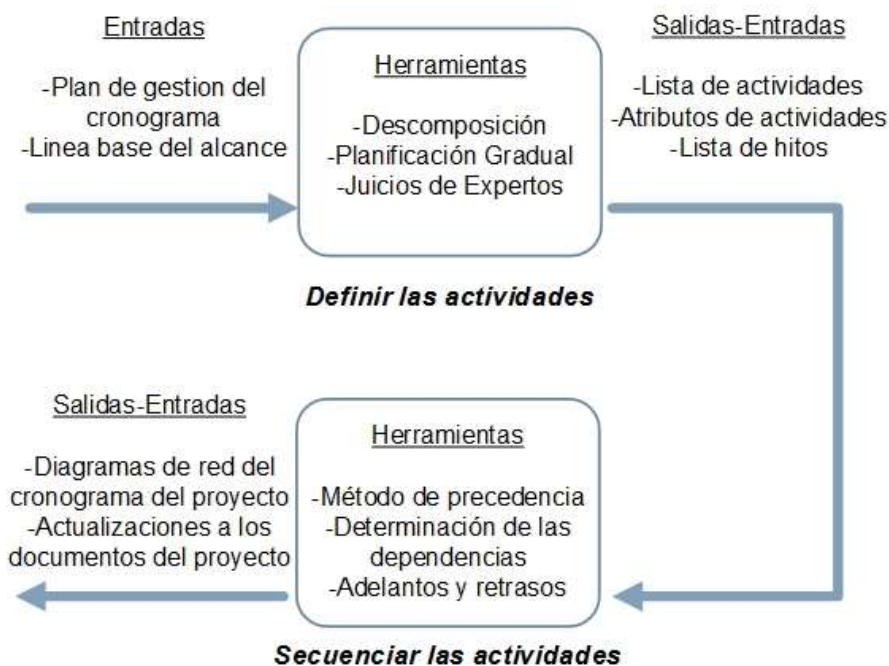 Entradas
-Plan de gestion del
cronograma
-Linea base del alcance
Herramientas
-Descomposición
-Planificación Gradual
-Juicios de Expertos
Salidas-Entradas
-Lista de actividades
-Atributos de actividades
-Lista de hitos
Definir las actividades
Salidas-Entradas
-Diagramas de red del
cronograma del proyecto
-Actualizaciones a los
documentos del proyecto
Herramientas
-Método de precedencia
-Determinación de las
dependencias
-Adelantos y retrasos
Secuenciar las actividades